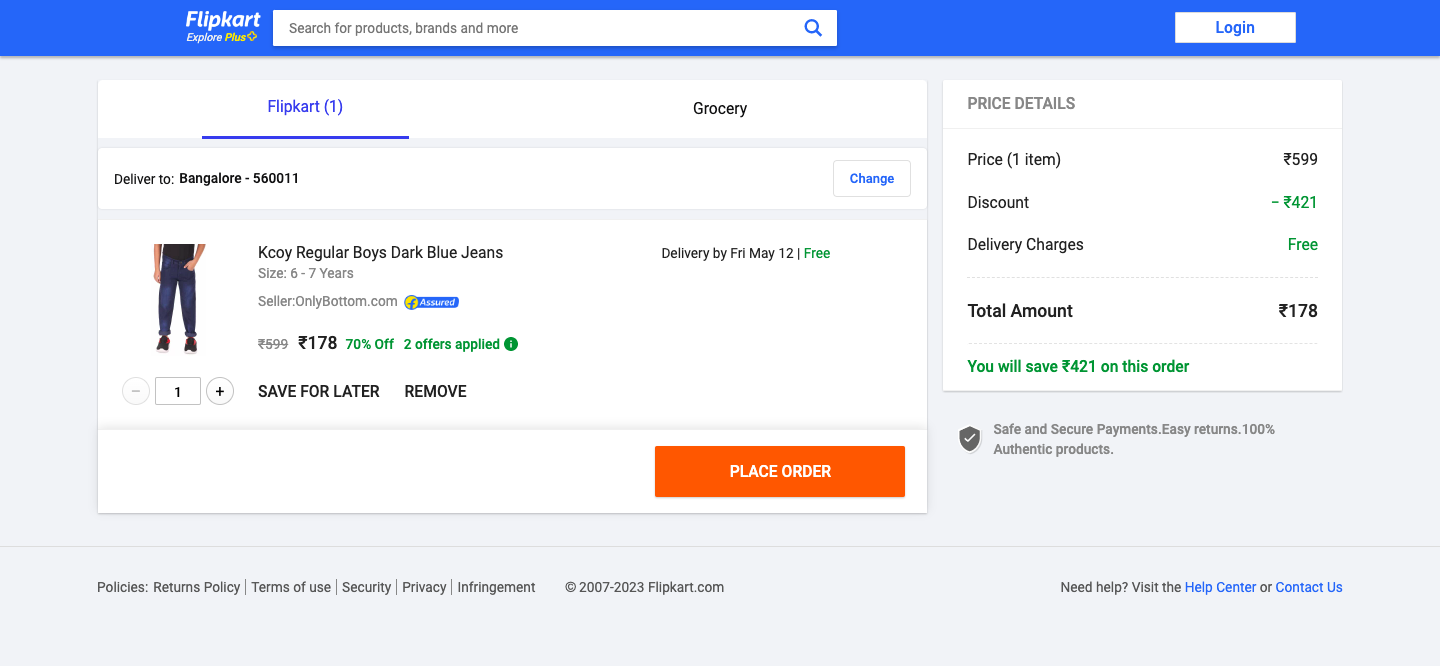 Flipkart
Explore Plus
Search for products, brands and more
Login
Flipkart (1)
Grocery
Deliver to: Bangalore - 560011
Change
Kcoy Regular Boys Dark Blue Jeans
Size: 6 - 7 Years
Seller:OnlyBottom.com
f Assured
Delivery by Fri May 12 | Free
₹599 ₹178 70% Off 2 offers applied i
− 1 + SAVE FOR LATER REMOVE
PLACE ORDER
PRICE DETAILS
Price (1 item) ₹599
Discount − ₹421
Delivery Charges Free
Total Amount ₹178
You will save ₹421 on this order
Safe and Secure Payments.Easy returns.100%
Authentic products.
Policies: Returns Policy | Terms of use | Security | Privacy | Infringement © 2007-2023 Flipkart.com Need help? Visit the Help Center or Contact Us